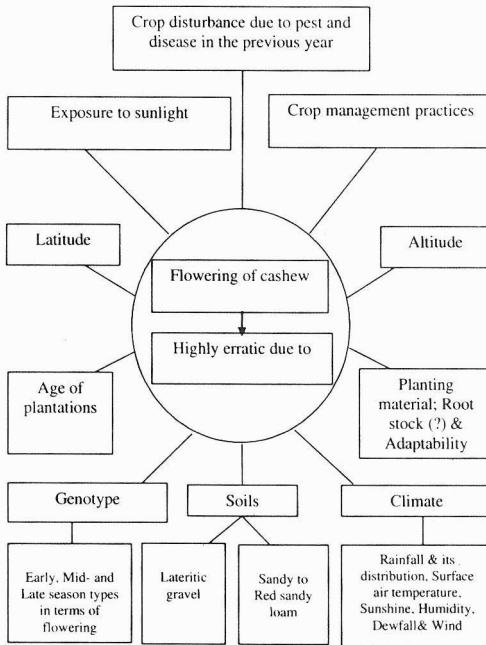 Crop disturbance due to pest and
disease in the previous year
Exposure to sunlight
Crop management practices
Latitude
Altitude
Flowering of cashew
Highly erratic due to
Age of
plantations
Planting
material; Root
stock (?) &
Adaptability
Genotype
Soils
Climate
Early, Mid- and
Late season types
in terms of
flowering
Lateritic
gravel
Sandy to
Red sandy
loam
Rainfall & its
distribution, Surface
air temperature,
Sunshine, Humidity,
Dewfall& Wind